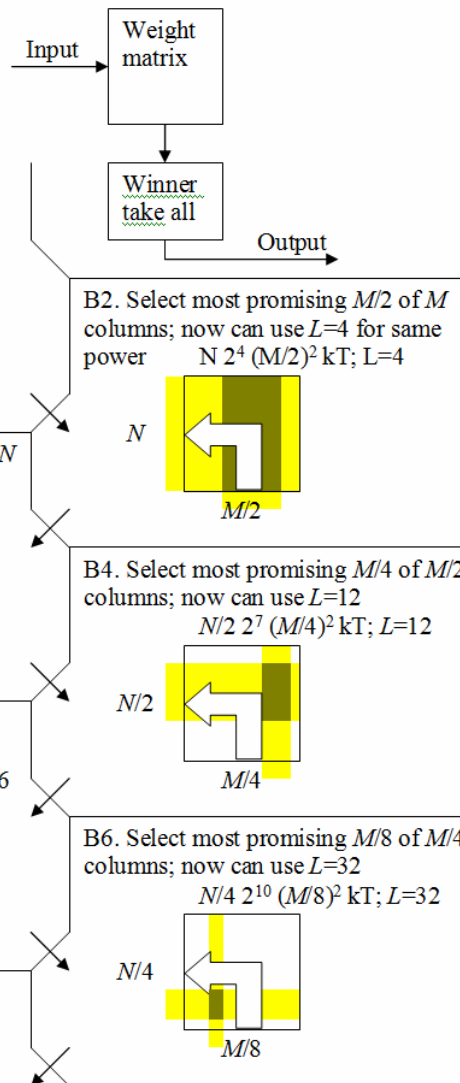 Input
Weight
matrix
Winner
take all
Output
B2. Select most promising M/2 of M
columns; now can use L=4 for same
power N 2⁴ (M/2)² kT; L=4
N
N
M/2
B4. Select most promising M/4 of M/2
columns; now can use L=12
N/2 2⁷ (M/4)² kT; L=12
N/2
M/4
6
B6. Select most promising M/8 of M/4
columns; now can use L=32
N/4 2¹⁰ (M/8)² kT; L=32
N/4
M/8